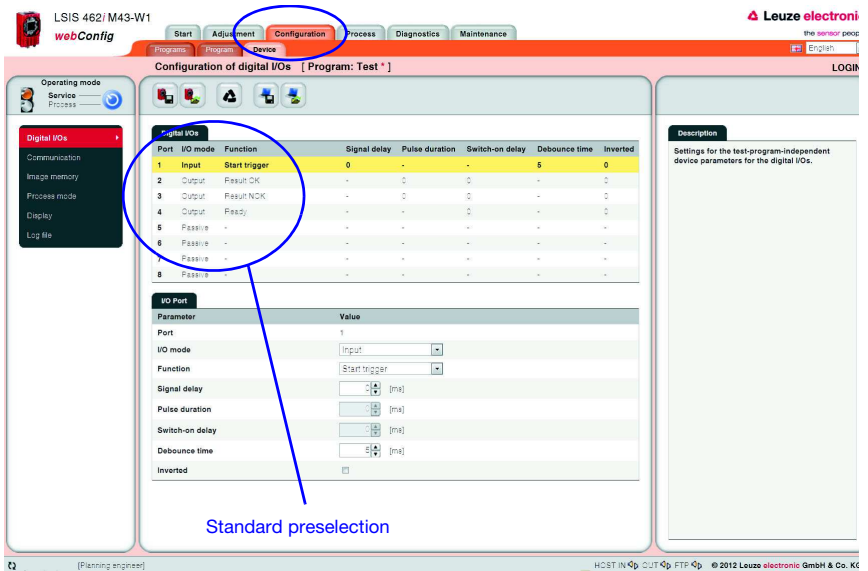 LSIS 462i M43-W1
webConfig
Leuze electronic
the sensor people
Start Adjustment Configuration Process Diagnostics Maintenance
Programs Program Device
English
Configuration of digital I/Os [ Program: Test * ]
LOGIN
Operating mode
Service
Process
Digital I/Os
Communication
Image memory
Process mode
Display
Log file
Digital I/Os
Port I/O mode Function Signal delay Pulse duration Switch-on delay Debounce time Inverted
1 Input Start trigger 0 - - 5 0
2 Output Result OK - 0 0 - 0
3 Output Result NOK - 0 0 - 0
4 Output Ready - - 0 - 0
5 Passive - - - - - -
6 Passive - - - - - -
7 Passive - - - - - -
8 Passive - - - - - -
I/O Port
Parameter Value
Port 1
I/O mode Input
Function Start trigger
Signal delay 0 [ms]
Pulse duration 0 [ms]
Switch-on delay 0 [ms]
Debounce time 5 [ms]
Inverted
Description
Settings for the test-program-independent
device parameters for the digital I/Os.
Standard preselection
[Planning engineer]
HOST IN OUT FTP © 2012 Leuze electronic GmbH & Co. KG